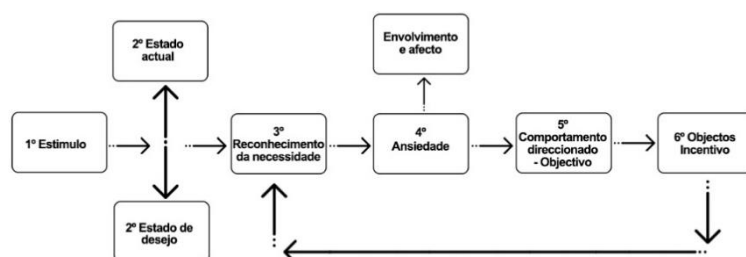 2º Estado
actual
Envolvimento
e afecto
1º Estimulo
3º
Reconhecimento
da necessidade
4º
Ansiedade
5º
Comportamento
direccionado
- Objectivo
6º Objectos
Incentivo
2º Estado de
desejo